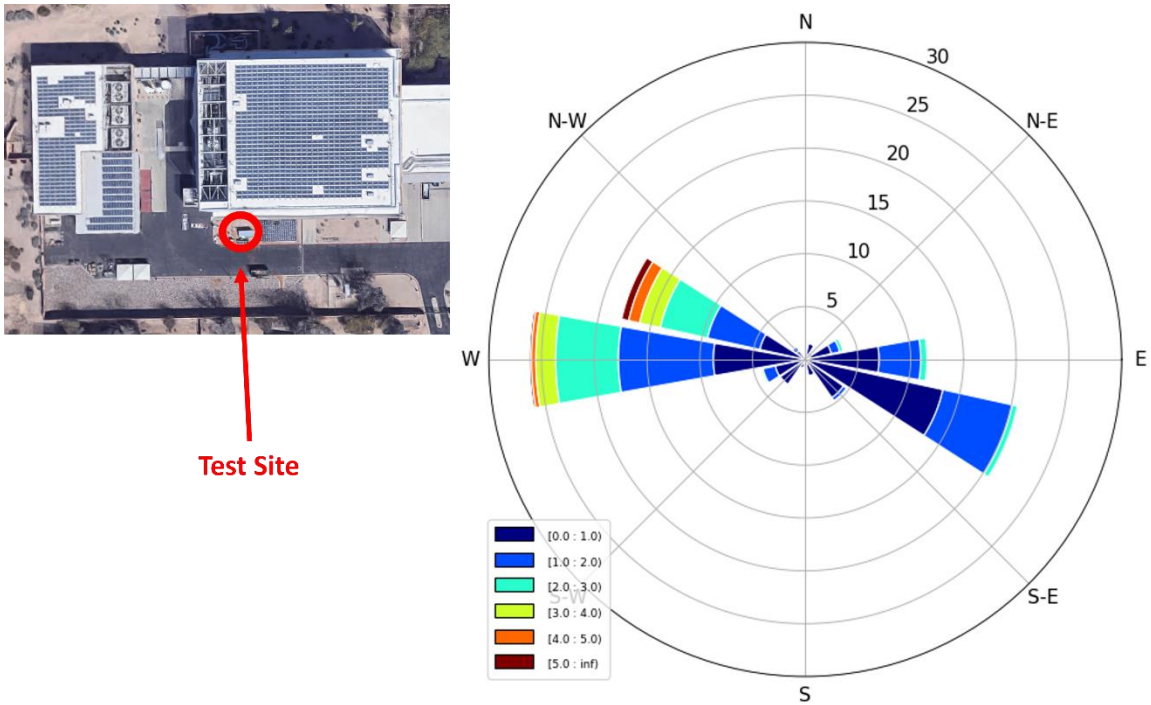 N
30
25
N-W
N-E
20
15
10
5
W
E
Test Site
[0.0 : 1.0)
[1.0 : 2.0)
[2.0 : 3.0)
S-W
S-E
[3.0 : 4.0)
[4.0 : 5.0)
[5.0 : inf)
S